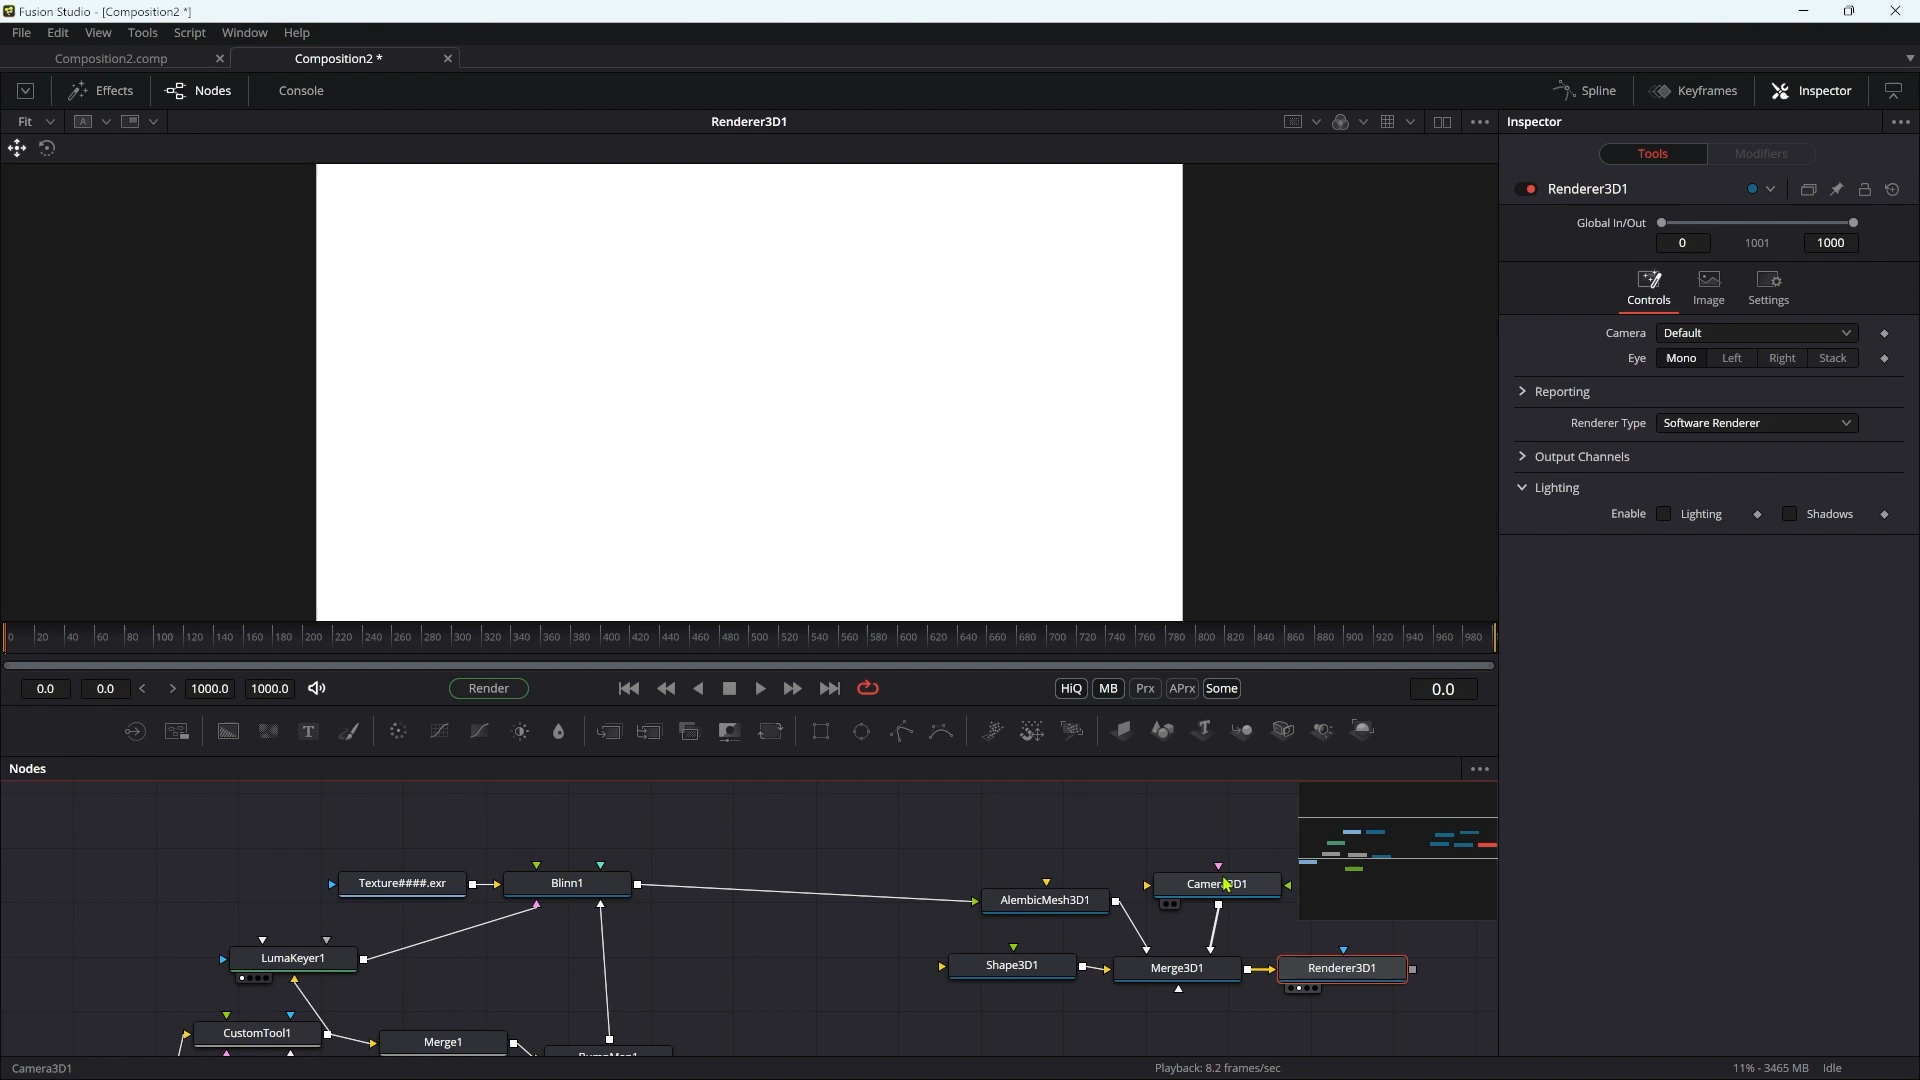 Fusion Studio - [Composition2 *]
File Edit View Tools Script Window Help
Composition2.comp Composition2 *
Effects Nodes Console Spline Keyframes Inspector
Fit A Renderer3D1 Inspector
Tools Modifiers
Renderer3D1
Global In/Out
0 1001 1000
Controls Image Settings
Camera Default
Eye Mono Left Right Stack
Reporting
Renderer Type Software Renderer
Output Channels
Lighting
Enable Lighting Shadows
0 20 40 60 80 100 120 140 160 180 200 220 240 260 280 300 320 340 360 380 400 420 440 460 480 500 520 540 560 580 600 620 640 660 680 700 720 740 760 780 800 820 840 860 880 900 920 940 960 980
0.0 0.0 < > 1000.0 1000.0 Render HiQ MB Prx APrx Some 0.0
T T
Nodes
Texture####.exr Blinn1 AlembicMesh3D1
LumaKeyer1 Shape3D1 Merge3D1 Renderer3D1
CustomTool1 Merge1
Camera3D1 Playback: 8.2 frames/sec 11% - 3465 MB Idle